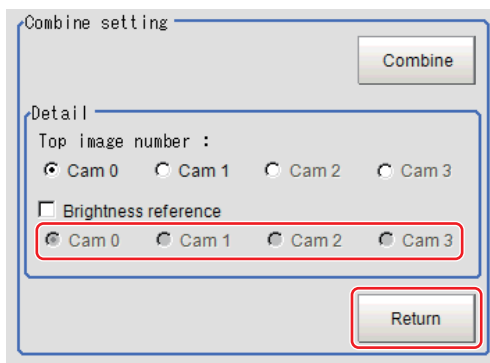 Combine setting
Combine
Detail
Top image number :
Cam 0 Cam 1 Cam 2 Cam 3
Brightness reference
Cam 0 Cam 1 Cam 2 Cam 3
Return